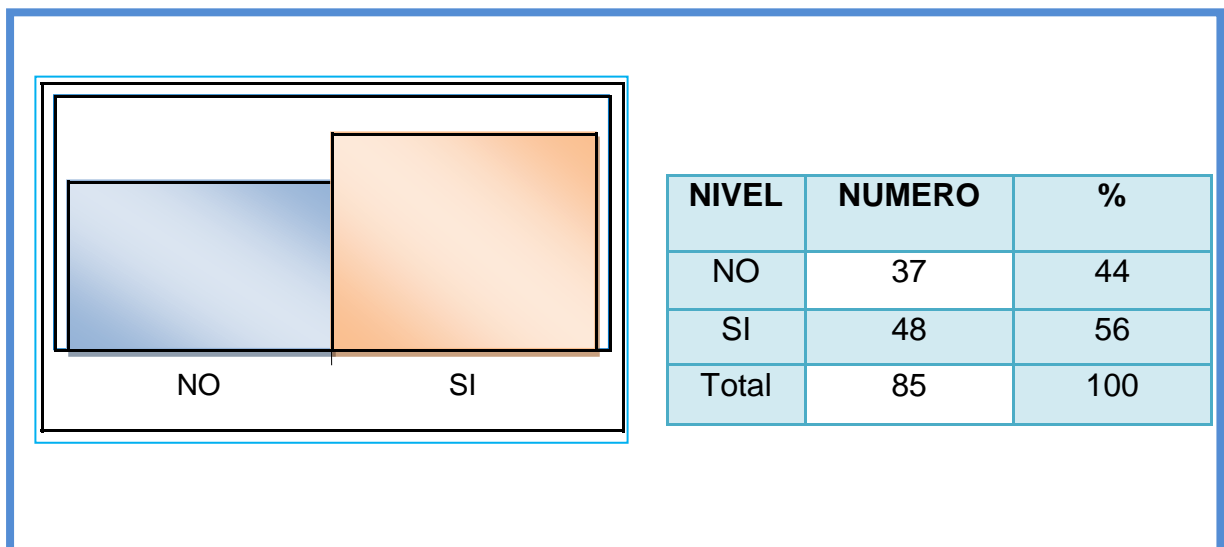 NO SI
NIVEL NUMERO %
NO 37 44
SI 48 56
Total 85 100